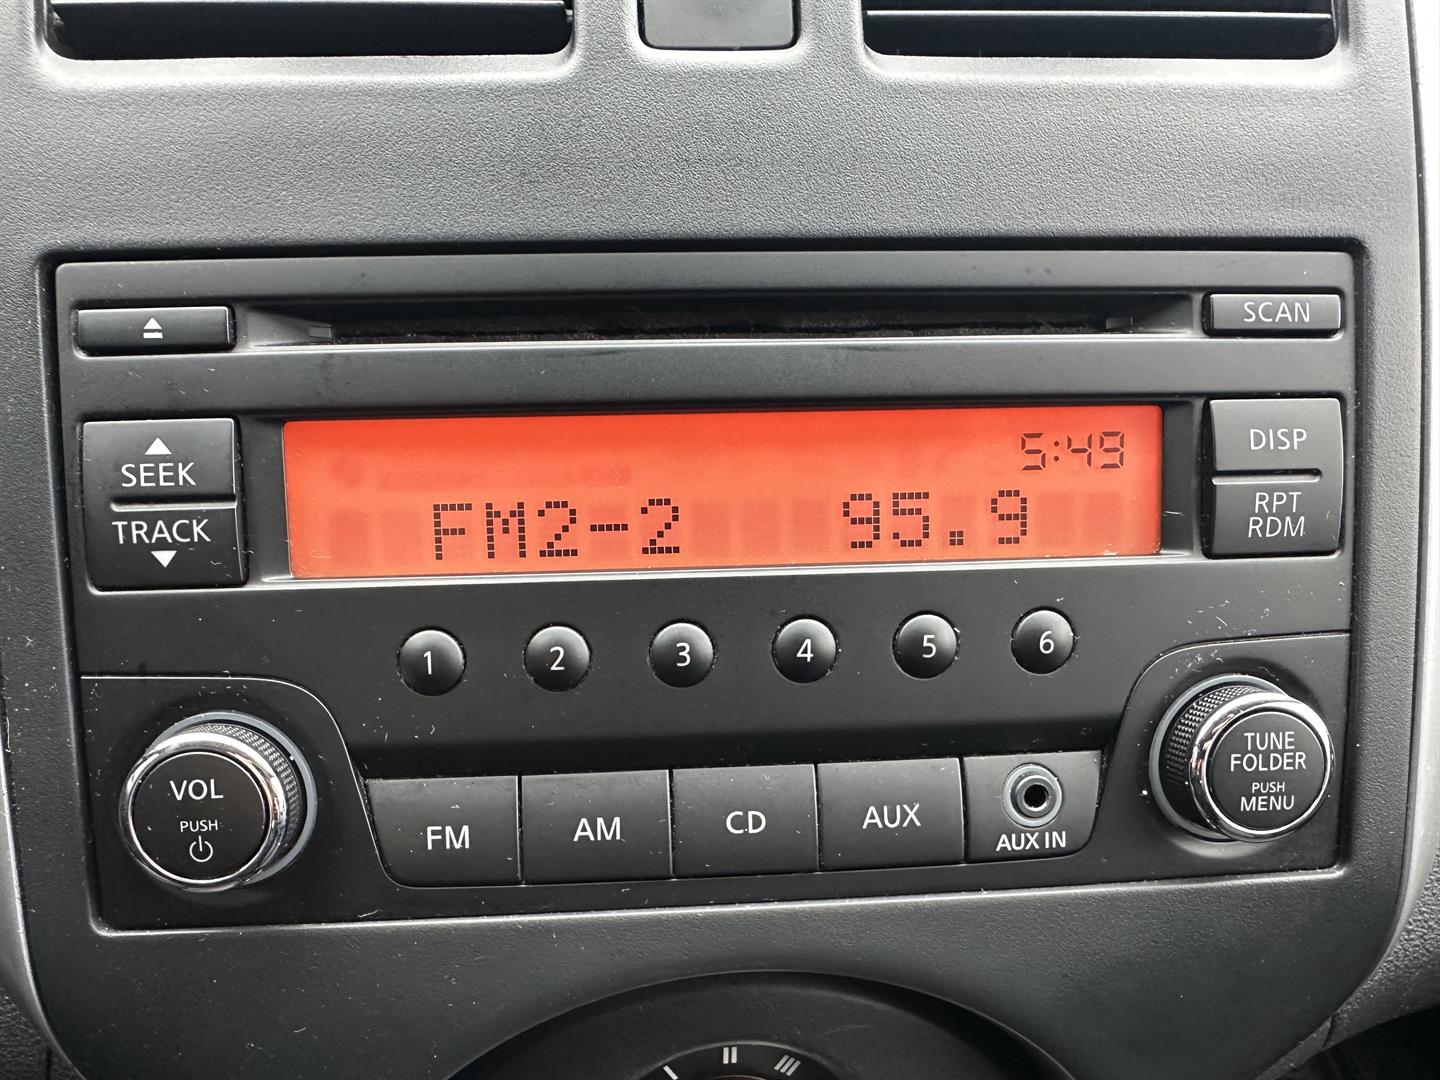 SCAN
SEEK
TRACK
5:49
FM2-2 95.9
DISP
RPT
RDM
1 2 3 4 5 6
VOL
PUSH
FM
AM
CD
AUX
AUX IN
TUNE
FOLDER
PUSH
MENU